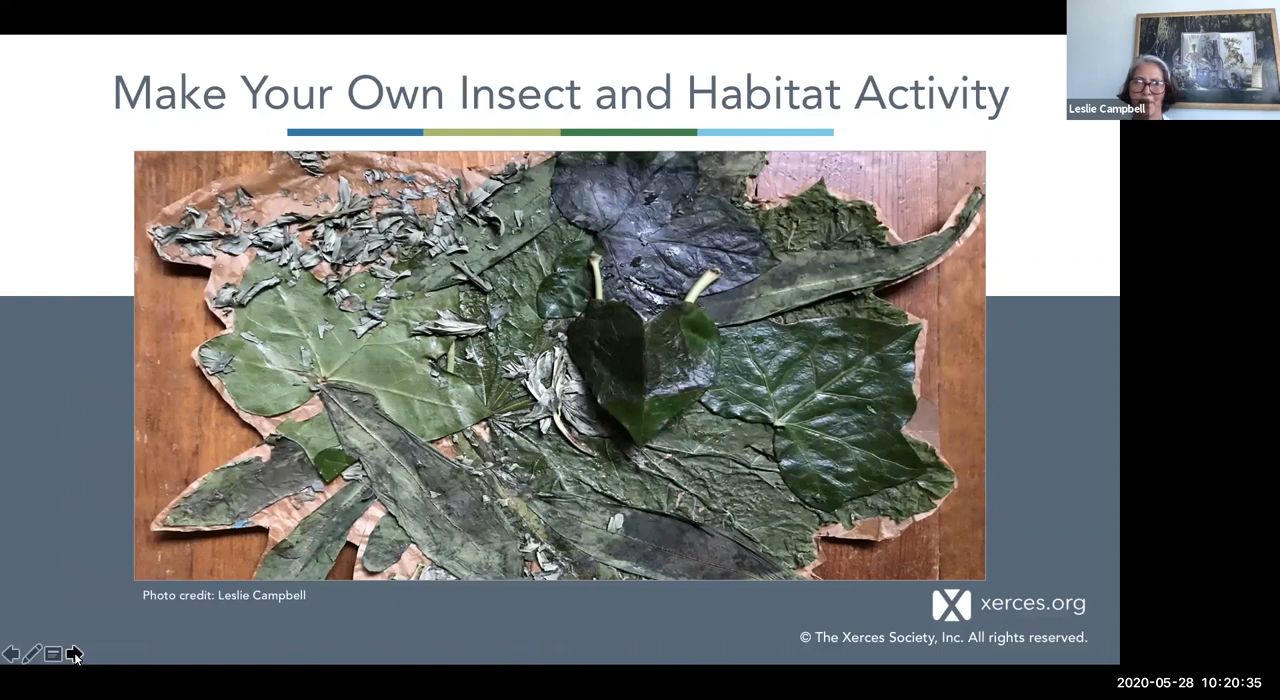 Make Your Own Insect and Habitat Activity
Leslie Campbell
Photo credit: Leslie Campbell
xerces.org
© The Xerces Society, Inc. All rights reserved.
2020-05-28 10:20:35